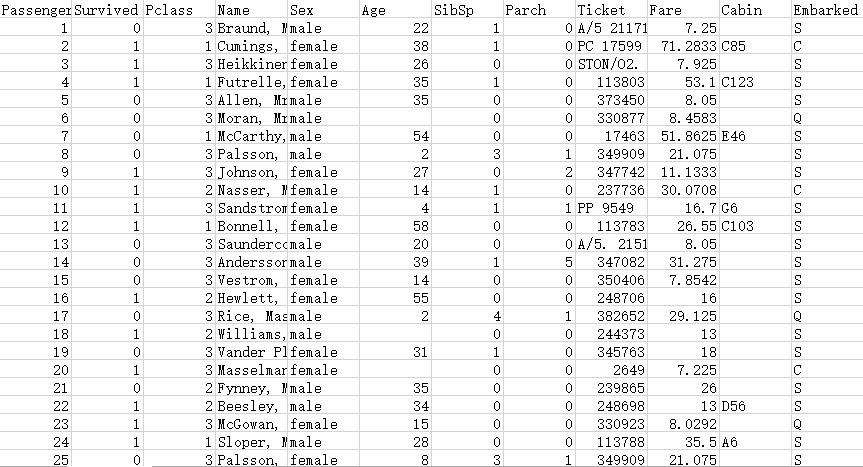 Passenger Survived Pclass Name Sex Age SibSp Parch Ticket Fare Cabin Embarked
1 0 3 Braund, M male 22 1 0 A/5 21171 7.25 S
2 1 1 Cumings, female 38 1 0 PC 17599 71.2833 C85 C
3 1 3 Heikkinen female 26 0 0 STON/O2. 7.925 S
4 1 1 Futrelle, female 35 1 0 113803 53.1 C123 S
5 0 3 Allen, Mr male 35 0 0 373450 8.05 S
6 0 3 Moran, Mr male 0 0 330877 8.4583 Q
7 0 1 McCarthy, male 54 0 0 17463 51.8625 E46 S
8 0 3 Palsson, male 2 3 1 349909 21.075 S
9 1 3 Johnson, female 27 0 2 347742 11.1333 S
10 1 2 Nasser, M female 14 1 0 237736 30.0708 C
11 1 3 Sandstrom female 4 1 1 PP 9549 16.7 G6 S
12 1 1 Bonnell, female 58 0 0 113783 26.55 C103 S
13 0 3 Saunderco male 20 0 0 A/5. 2151 8.05 S
14 0 3 Andersson male 39 1 5 347082 31.275 S
15 0 3 Vestrom, female 14 0 0 350406 7.8542 S
16 1 2 Hewlett, female 55 0 0 248706 16 S
17 0 3 Rice, Mas male 2 4 1 382652 29.125 Q
18 1 2 Williams, male 0 0 244373 13 S
19 0 3 Vander Pl female 31 1 0 345763 18 S
20 1 3 Masselman female 0 0 2649 7.225 C
21 0 2 Fynney, M male 35 0 0 239865 26 S
22 1 2 Beesley, male 34 0 0 248698 13 D56 S
23 1 3 McGowan, female 15 0 0 330923 8.0292 Q
24 1 1 Sloper, M male 28 0 0 113788 35.5 A6 S
25 0 3 Palsson, female 8 3 1 349909 21.075 S